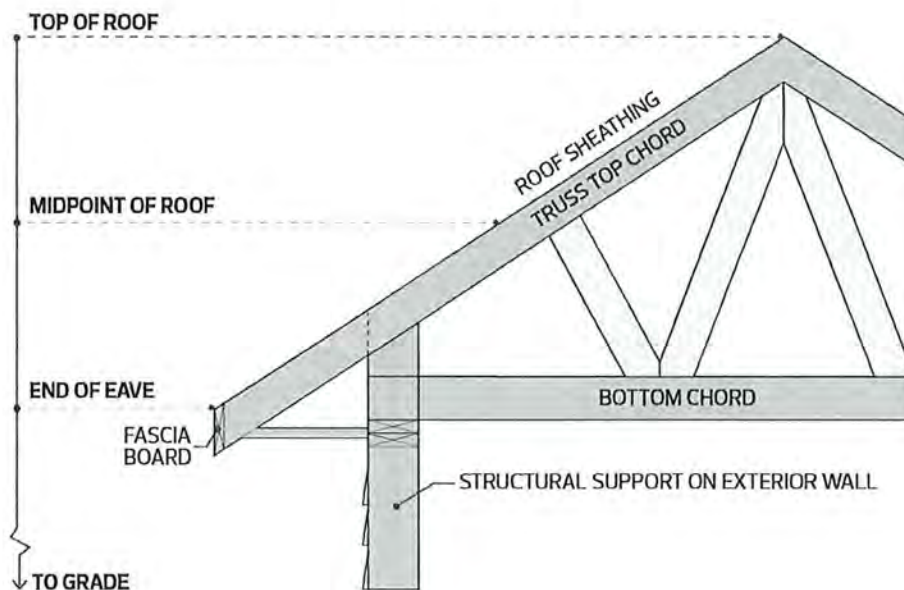 TOP OF ROOF
ROOF SHEATHING
TRUSS TOP CHORD
MIDPOINT OF ROOF
END OF EAVE
BOTTOM CHORD
FASCIA
BOARD
STRUCTURAL SUPPORT ON EXTERIOR WALL
TO GRADE